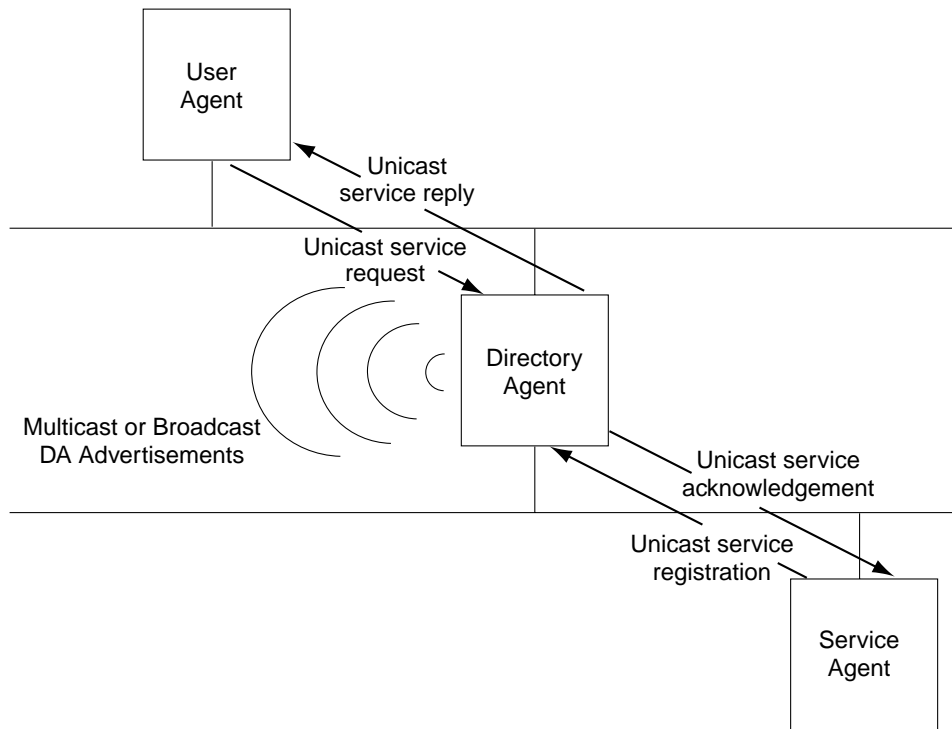 User
Agent
Unicast
service reply
Unicast service
request
Directory
Agent
Multicast or Broadcast
DA Advertisements
Unicast service
acknowledgement
Unicast service
registration
Service
Agent